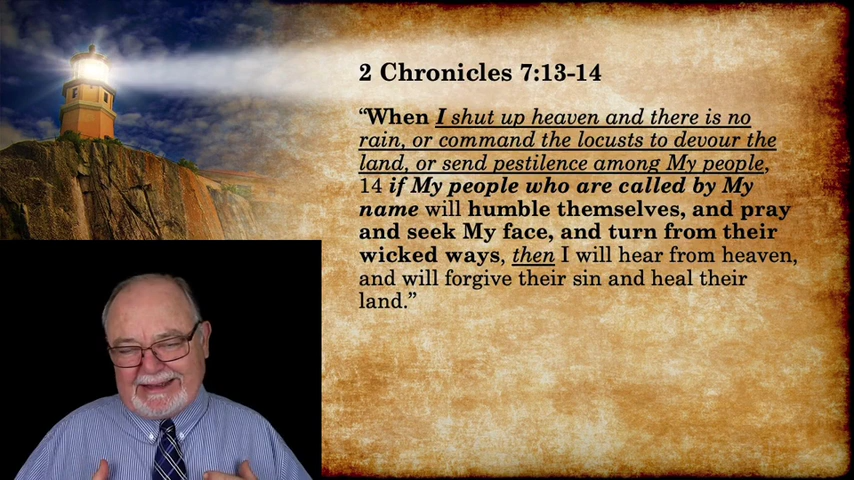 2 Chronicles 7:13-14
“When I shut up heaven and there is no
rain, or command the locusts to devour the
land, or send pestilence among My people,
14 if My people who are called by My
name will humble themselves, and pray
and seek My face, and turn from their
wicked ways, then I will hear from heaven,
and will forgive their sin and heal their
land.”